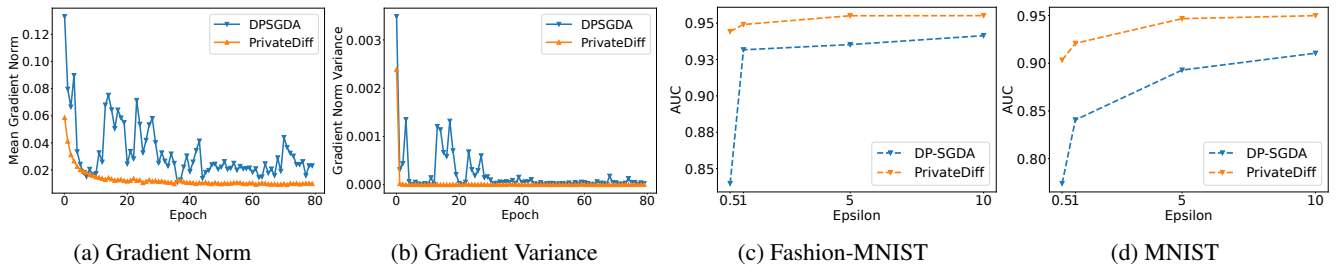 Mean Gradient Norm
0.12
0.10
0.08
0.06
0.04
0.02
0 20 40 60 80
Epoch
DPSGDA
PrivateDiff
(a) Gradient Norm
Gradient Norm Variance
0.003
0.002
0.001
0.000
0 20 40 60 80
Epoch
DPSGDA
PrivateDiff
(b) Gradient Variance
AUC
0.95
0.93
0.90
0.88
0.85
0.5 1 5 10
Epsilon
DP-SGDA
PrivateDiff
(c) Fashion-MNIST
AUC
0.95
0.90
0.85
0.80
0.5 1 5 10
Epsilon
DP-SGDA
PrivateDiff
(d) MNIST